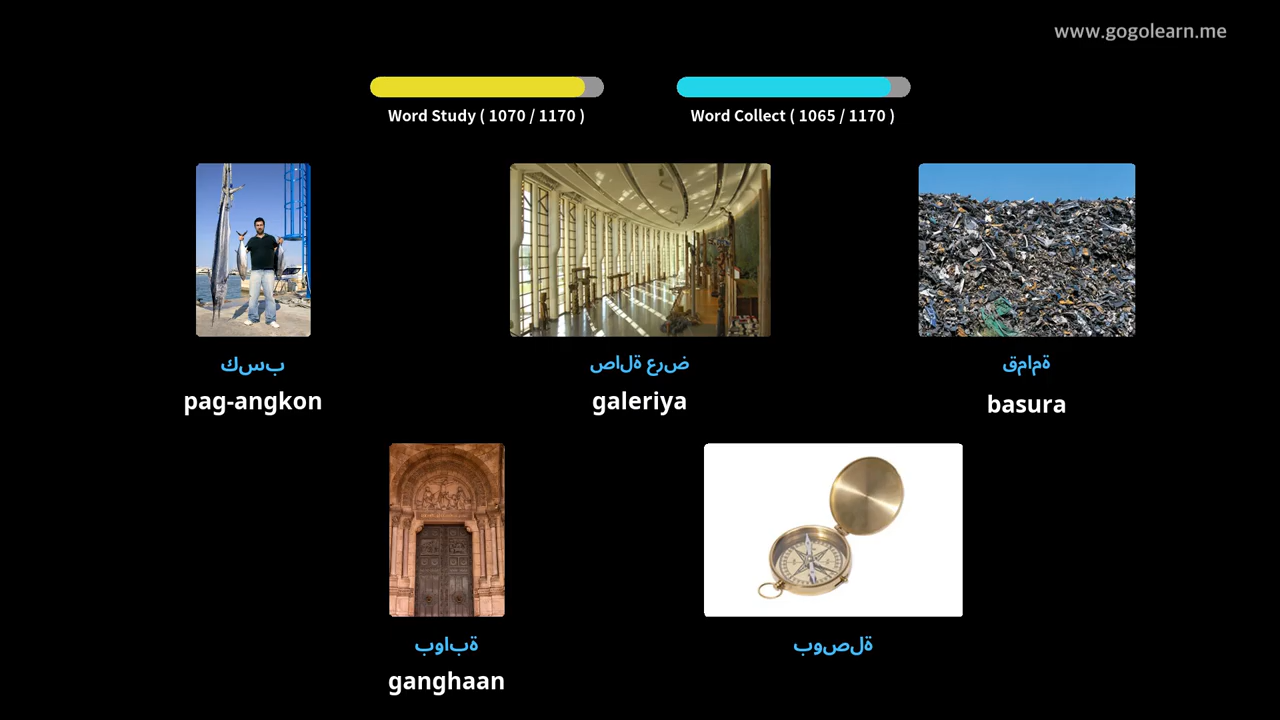 www.gogolearn.me
Word Study ( 1070 / 1170 )
Word Collect ( 1065 / 1170 )
بسك
pag-angkon
ضرع ةلاص
galeriya
ةمامق
basura
ةباوب
ganghaan
ةلصوب